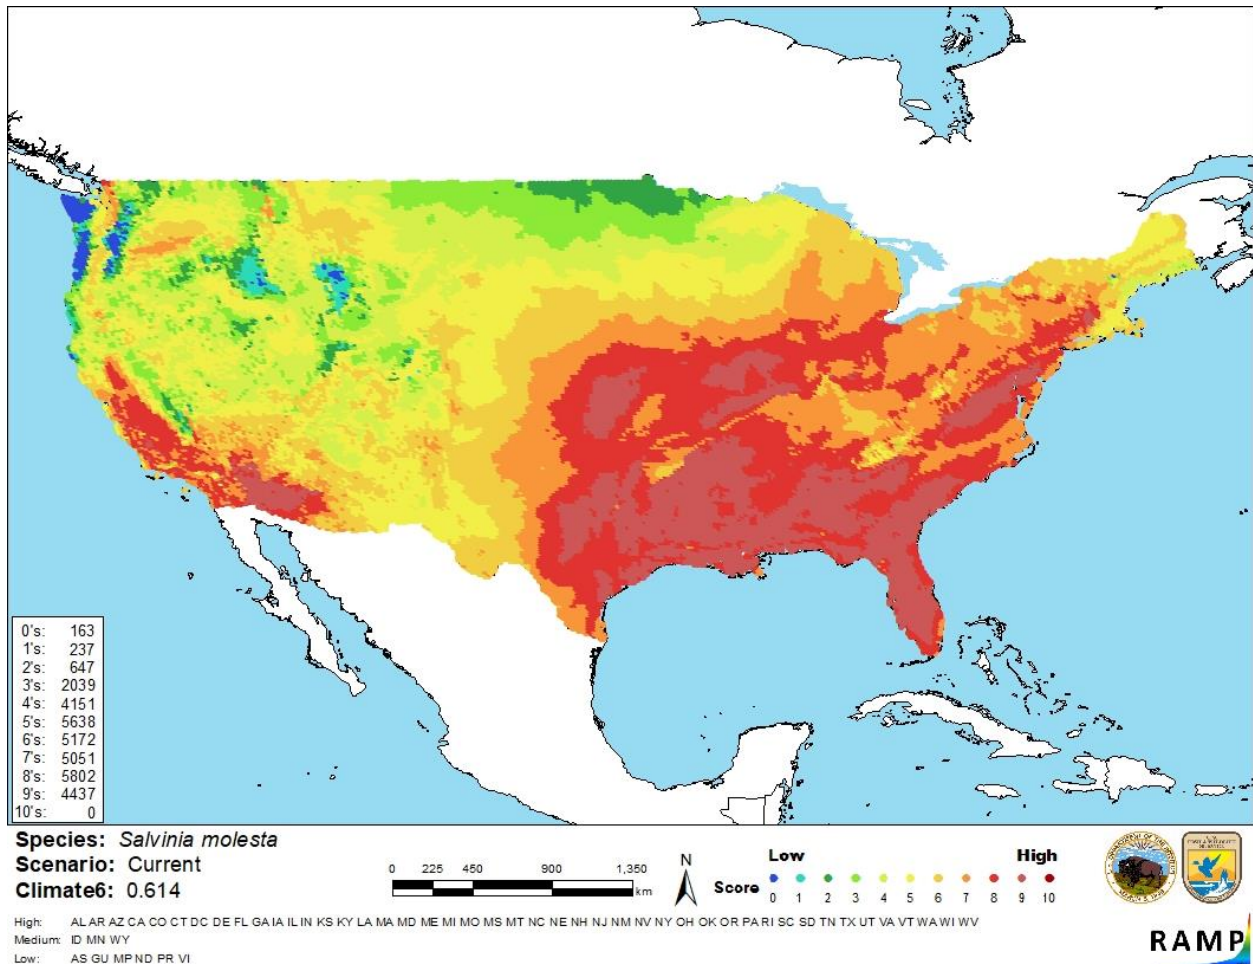 0's: 163
1's: 237
2's: 647
3's: 2039
4's: 4151
5's: 5638
6's: 5172
7's: 5051
8's: 5802
9's: 4437
10's: 0
Species: Salvinia molesta
Scenario: Current
Climate6: 0.614
0 225 450 900 1,350
km
N
Low High
Score 0 1 2 3 4 5 6 7 8 9 10
High: AL AR AZ CA CO CT DC DE FL GA IA IL IN KS KY LA MA MD ME MI MO MS MT NC NE NH NJ NM NV NY OH OK OR PA RI SC SD TN TX UT VA VT WA WI WV
Medium: ID MN WY
Low: AS GU MP ND PR VI
RAMP